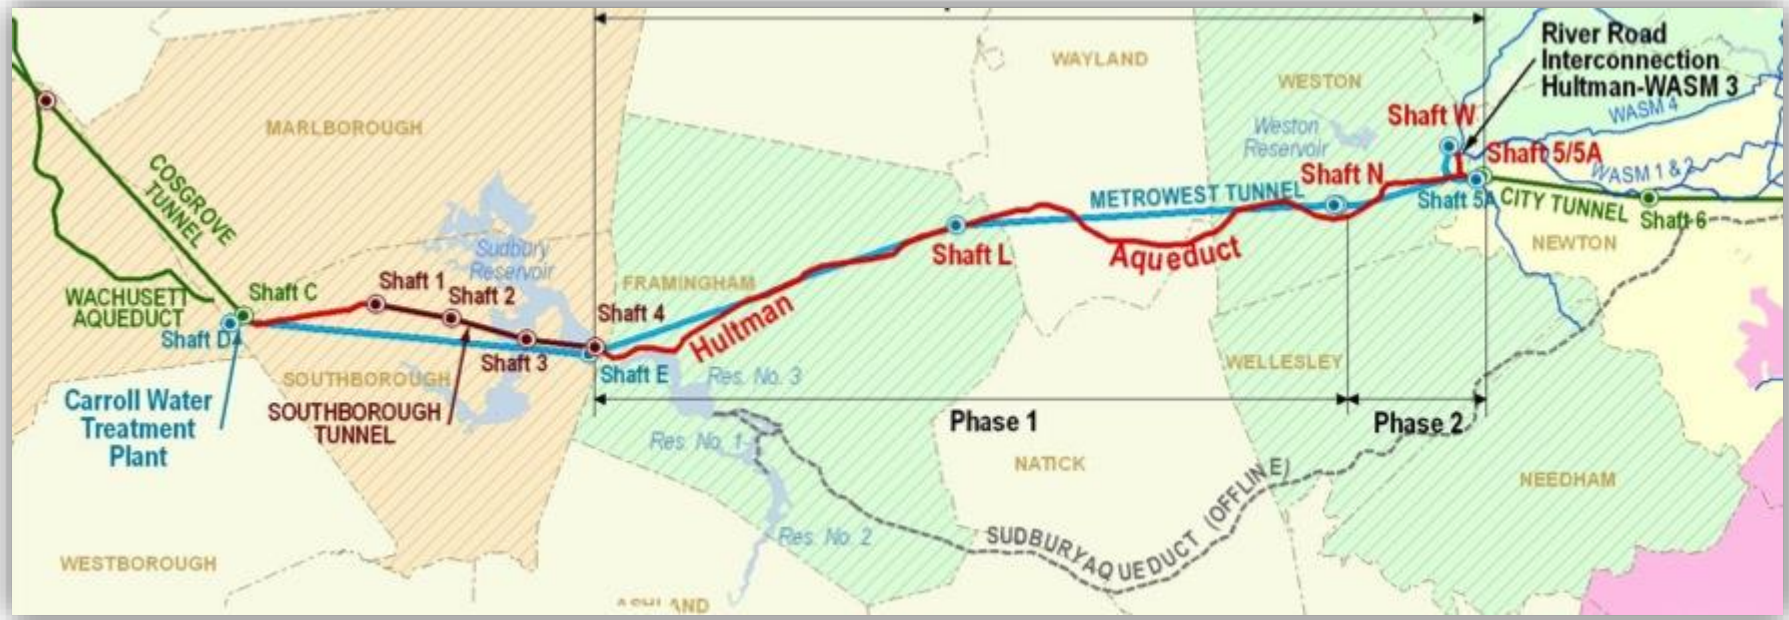 River Road
Interconnection
Hultman-WASM 3
WAYLAND
WESTON
MARLBOROUGH
Weston
Reservoir
Shaft W
WASM 4
COSGROVE
TUNNEL
Shaft 5/5A
WASM 1 & 2
Shaft N
METROWEST TUNNEL
Shaft 5A
CITY TUNNEL
Shaft 6
NEWTON
Sudbury
Reservoir
Shaft L
Aqueduct
WACHUSETT
AQUEDUCT
Shaft C
Shaft 1
Shaft 2
FRAMINGHAM
Shaft 4
Hultman
Shaft D
Shaft 3
Shaft E
SOUTHBOROUGH
Res. No. 3
WELLESLEY
Carroll Water
Treatment
Plant
SOUTHBOROUGH
TUNNEL
Phase 1
Phase 2
Res. No. 1
NATICK
NEEDHAM
SUDBURY AQUEDUCT (OFFLINE)
Res. No. 2
WESTBOROUGH
ASHLAND